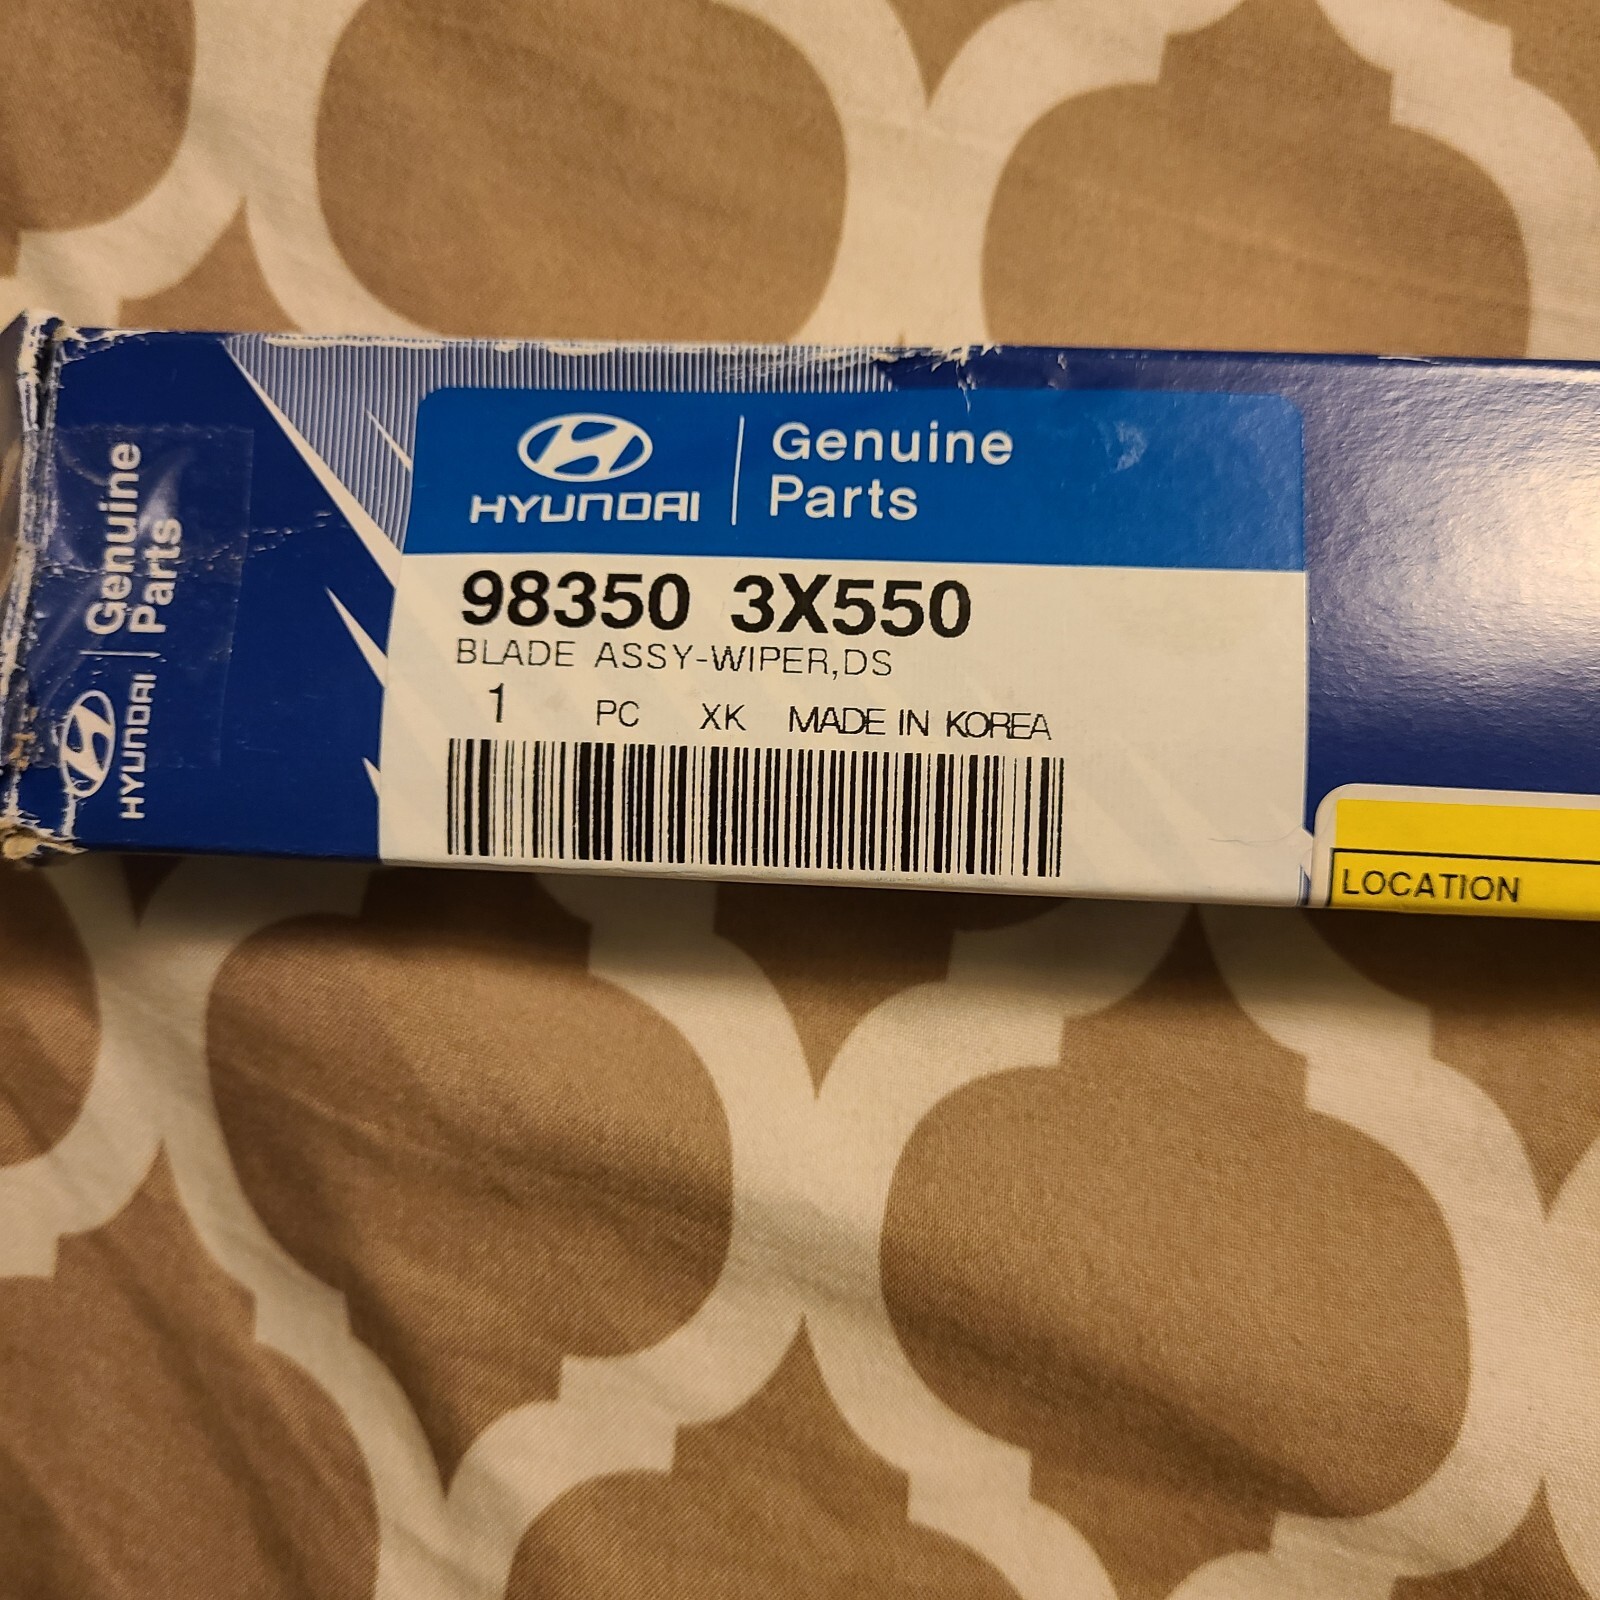 HYUNDAI | Genuine Parts
HYUNDAI
Genuine
Parts
98350 3X550
BLADE ASSY-WIPER,DS
1 PC XK MADE IN KOREA
LOCATION